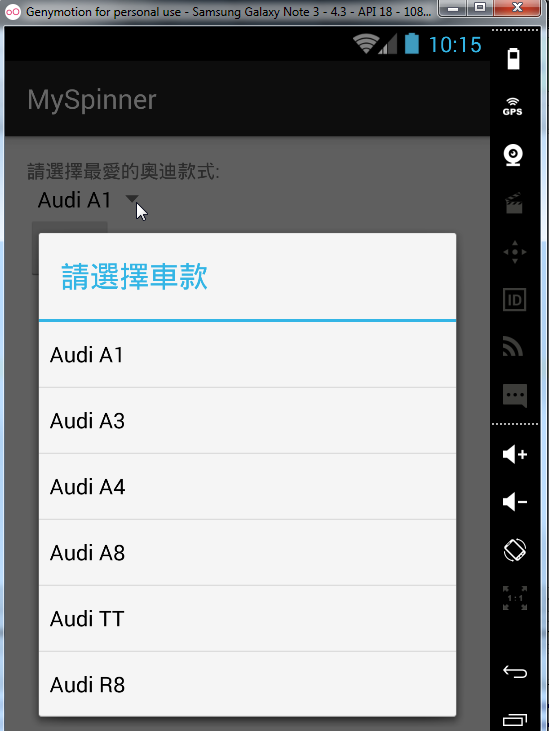 Genymotion for personal use - Samsung Galaxy Note 3 - 4.3 - API 18 - 108...
10:15
GPS
MySpinner
請選擇最愛的奧迪款式:
Audi A1
請選擇車款
ID
Audi A1
Audi A3
Audi A4
Audi A8
Audi TT
1:1
Audi R8